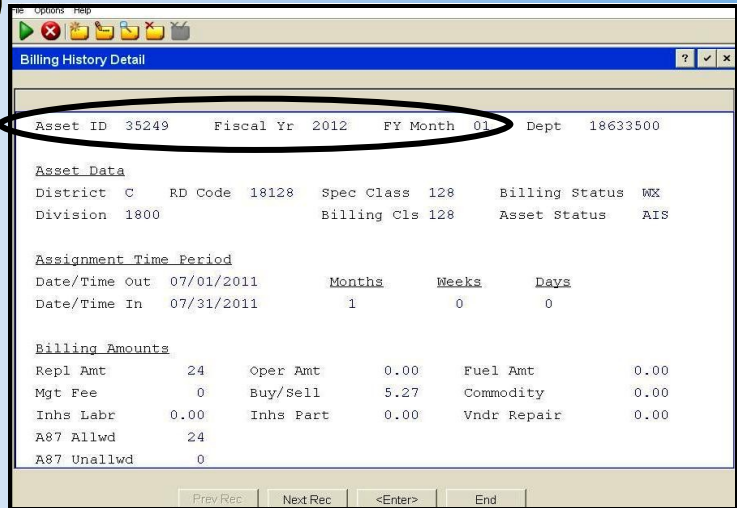 File Options Help
Billing History Detail
Asset ID 35249 Fiscal Yr 2012 FY Month 01 Dept 18633500
Asset Data
District C RD Code 18128 Spec Class 128 Billing Status WX
Division 1800 Billing Cls 128 Asset Status AIS
Assignment Time Period
Date/Time Out 07/01/2011 Months Weeks Days
Date/Time In 07/31/2011 1 0 0
Billing Amounts
Repl Amt 24 Oper Amt 0.00 Fuel Amt 0.00
Mgt Fee 0 Buy/Sell 5.27 Commodity 0.00
Inhs Labr 0.00 Inhs Part 0.00 Vndr Repair 0.00
A87 Allwd 24
A87 Unallwd 0
Prev Rec Next Rec <Enter> End